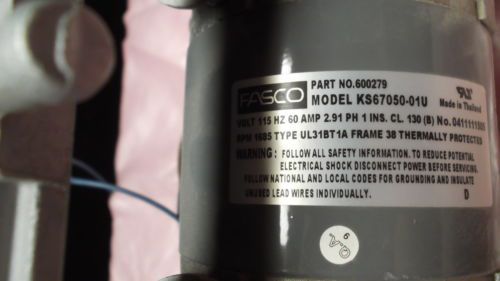 FASCO
PART NO.600279
MODEL KS67050-01U
Made in Thailand
VOLT 115 HZ 60 AMP 2.91 PH 1 INS. CL. 130 (B) No.
RPM 1685 TYPE UL31BT1A FRAME 38 THERMALLY PROTECTED
WARNING: FOLLOW ALL SAFETY INFORMATION. TO REDUCE POTENTIAL
ELECTRICAL SHOCK DISCONNECT POWER BEFORE SERVICING.
FOLLOW NATIONAL AND LOCAL CODES FOR GROUNDING AND INSULATE
UNUSED LEAD WIRES INDIVIDUALLY. D
Q.A